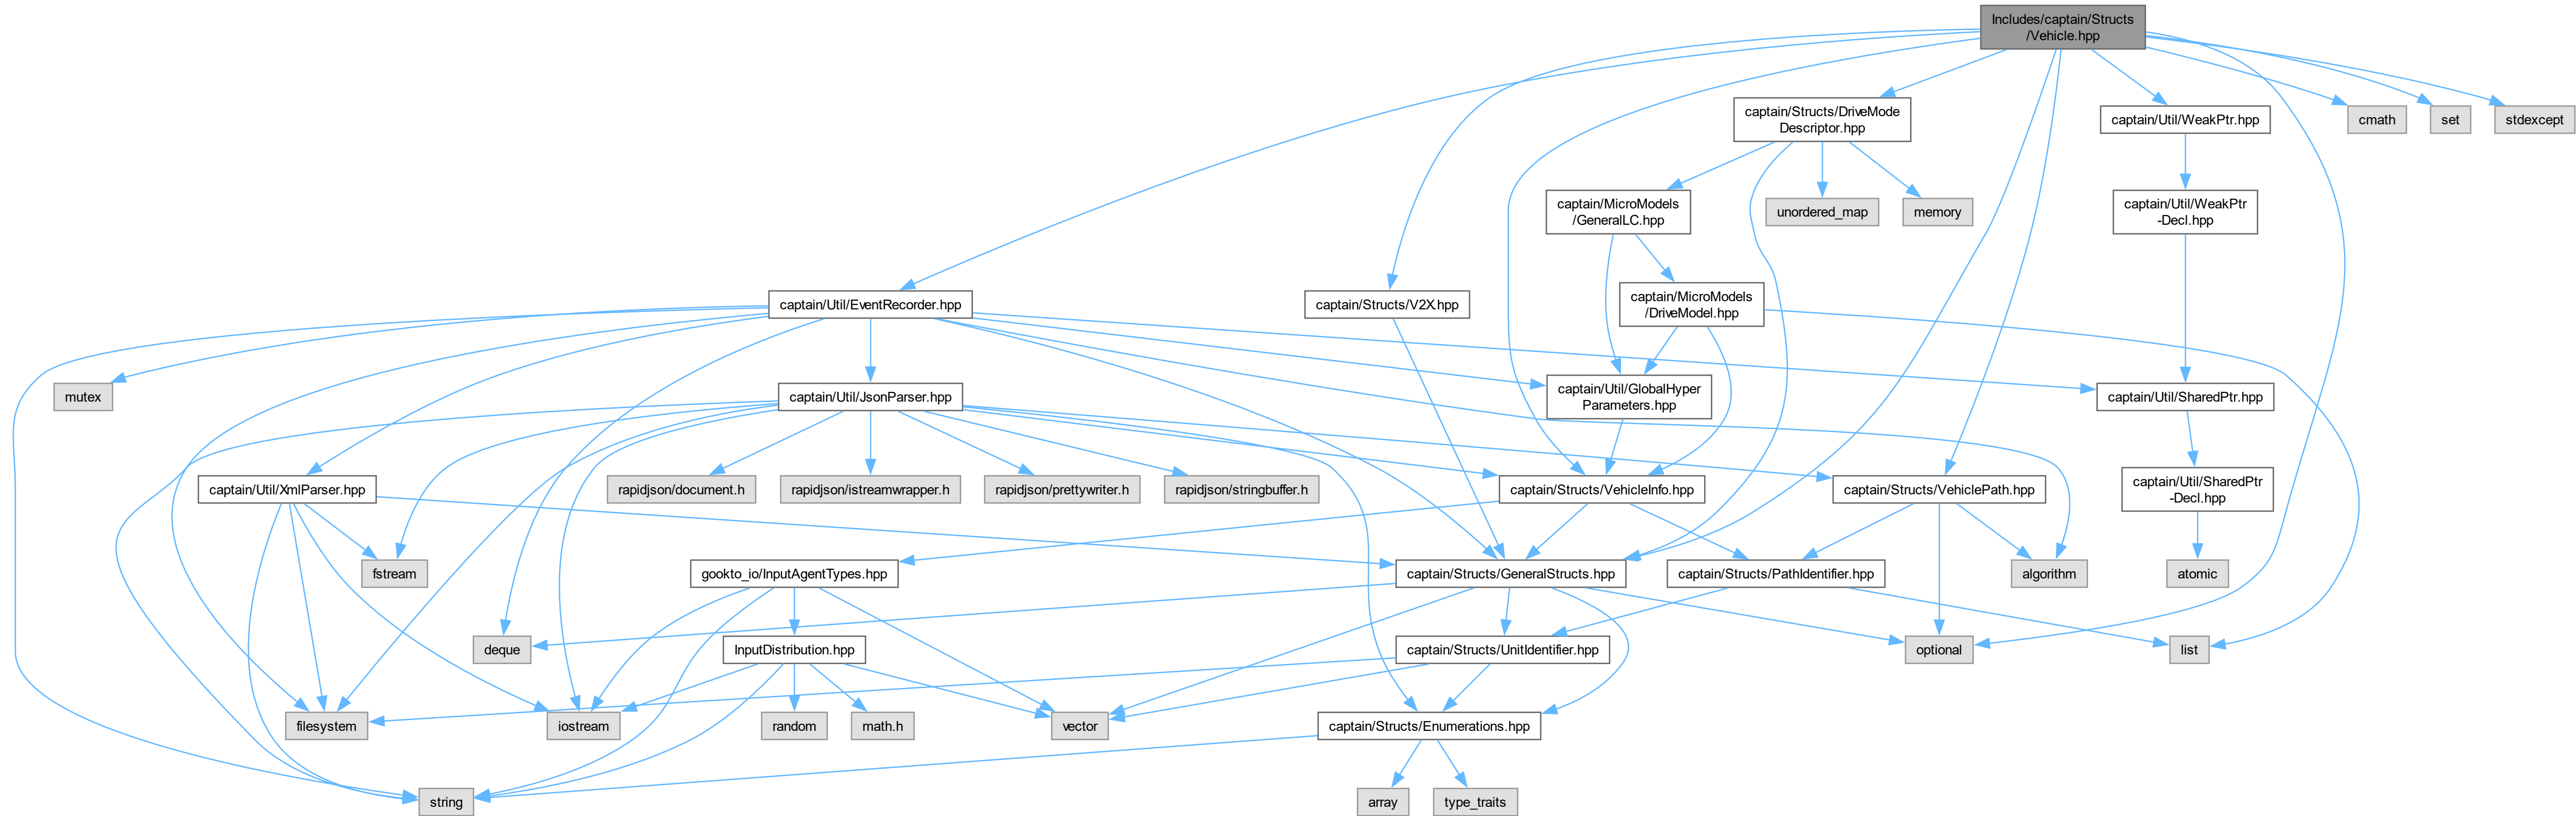 Includes/captain/Structs
/Vehicle.hpp
captain/Structs/DriveMode
Descriptor.hpp
captain/Util/WeakPtr.hpp
cmath
set
stdexcept
captain/MicroModels
/GeneralLC.hpp
unordered_map
memory
captain/Util/WeakPtr
-Decl.hpp
captain/Util/EventRecorder.hpp
captain/Structs/V2X.hpp
captain/MicroModels
/DriveModel.hpp
mutex
captain/Util/JsonParser.hpp
captain/Util/GlobalHyper
Parameters.hpp
captain/Util/SharedPtr.hpp
captain/Util/XmlParser.hpp
rapidjson/document.h
rapidjson/istreamwrapper.h
rapidjson/prettywriter.h
rapidjson/stringbuffer.h
captain/Structs/VehicleInfo.hpp
captain/Structs/VehiclePath.hpp
captain/Util/SharedPtr
-Decl.hpp
fstream
gookto_io/InputAgentTypes.hpp
captain/Structs/GeneralStructs.hpp
captain/Structs/PathIdentifier.hpp
algorithm
atomic
deque
InputDistribution.hpp
captain/Structs/UnitIdentifier.hpp
optional
list
filesystem
iostream
random
math.h
vector
captain/Structs/Enumerations.hpp
string
array
type_traits